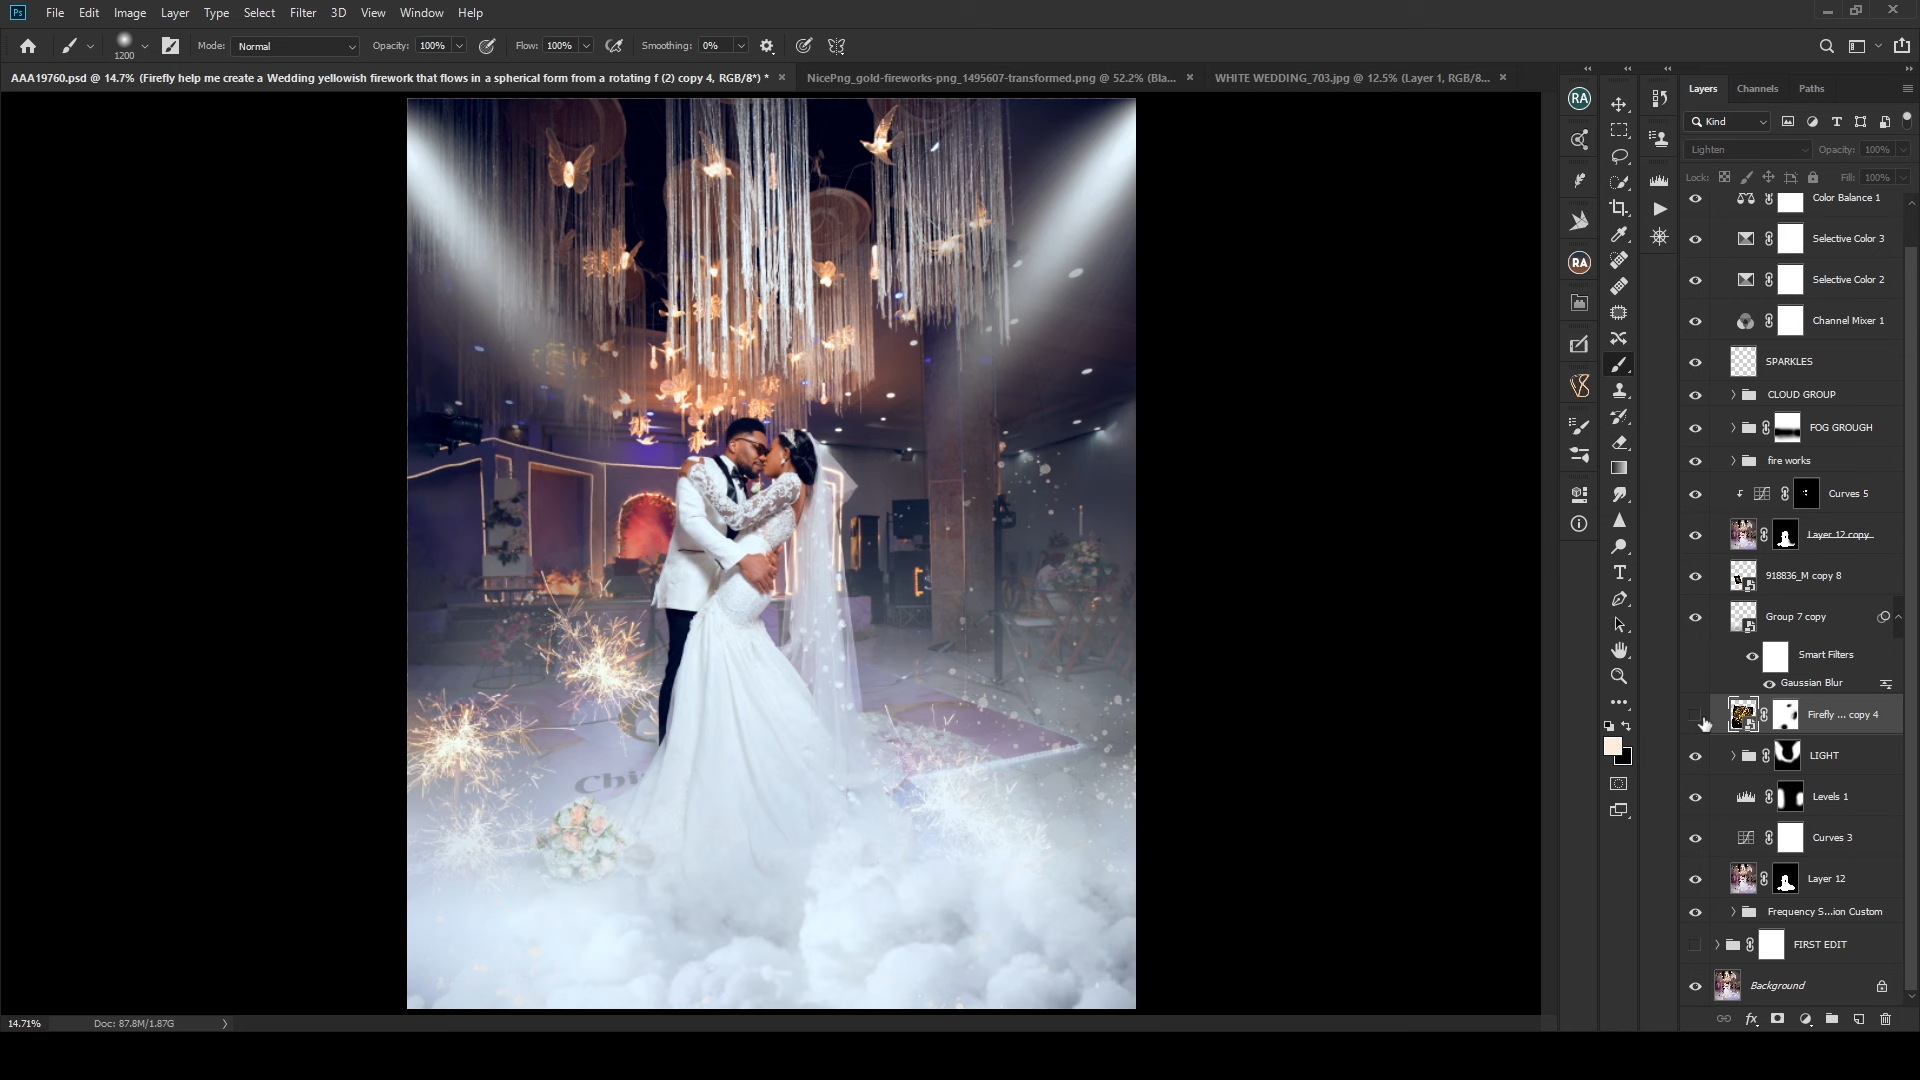 Ps File Edit Image Layer Type Select Filter 3D View Window Help
1200 Mode: Normal Opacity: 100% Flow: 100% Smoothing: 0%
AAA19760.psd @ 14.7% (Firefly help me create a Wedding yellowish firework that flows in a spherical form from a rotating f (2) copy 4, RGB/8*) * × NicePng_gold-fireworks-png_1495607-transformed.png @ 52.2% (Bla... × WHITE WEDDING_703.jpg @ 12.5% (Layer 1, RGB/8... ×
Layers Channels Paths
RA
Kind
Lighten Opacity: 100%
Lock: Fill: 100%
Color Balance 1
Selective Color 3
RA
Selective Color 2
Channel Mixer 1
SPARKLES
CLOUD GROUP
FOG GROUGH
fire works
Curves 5
Layer 12 copy
918836_M copy 8
Group 7 copy
Smart Filters
Gaussian Blur
Firefly ... copy 4
LIGHT
Chi
Levels 1
Curves 3
Layer 12
Frequency S...ion Custom
FIRST EDIT
Background
14.71% Doc: 87.8M/1.87G
fx